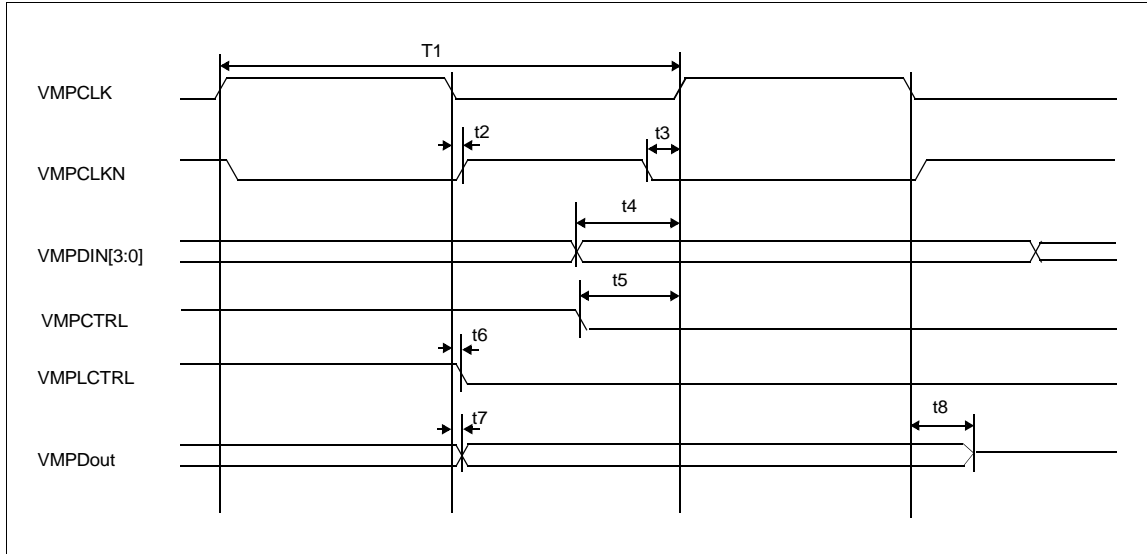 T1
VMPCLK
t2
t3
VMPCLKN
t4
VMPDIN[3:0]
t5
VMPCTRL
t6
VMPLCTRL
t7
t8
VMPDout